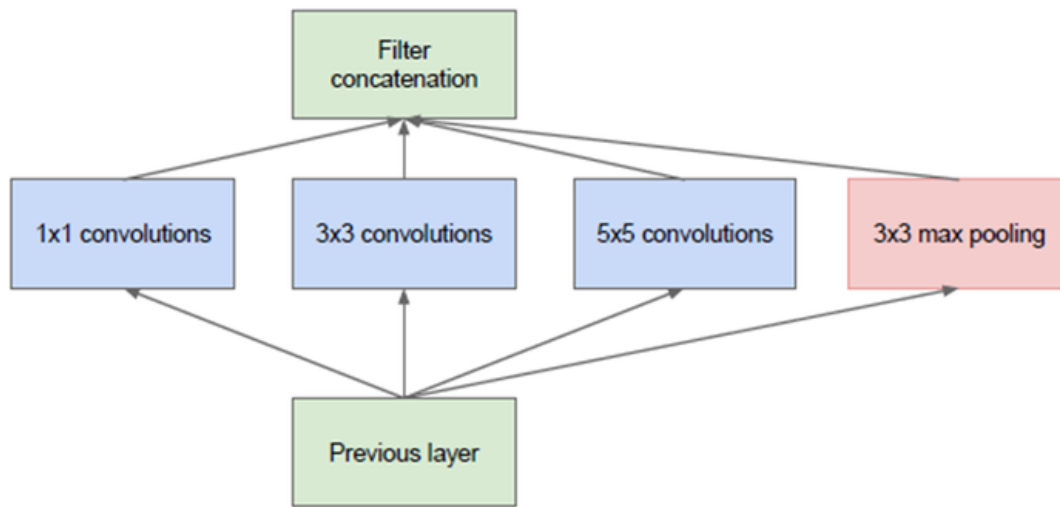 Filter
concatenation
1x1 convolutions
3x3 convolutions
5x5 convolutions
3x3 max pooling
Previous layer